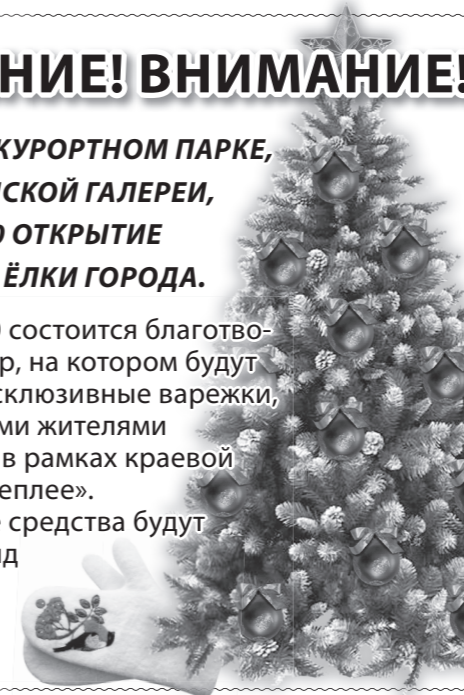 НИЕ! ВНИМАНИЕ!
КУРОРТНОМ ПАРКЕ,
СКОЙ ГАЛЕРЕИ,
ОТКРЫТИЕ
ЁЛКИ ГОРОДА.
состоится благотво-
р, на котором будут
склюзивные варежки,
ми жителями
в рамках краевой
еплее».
средства будут